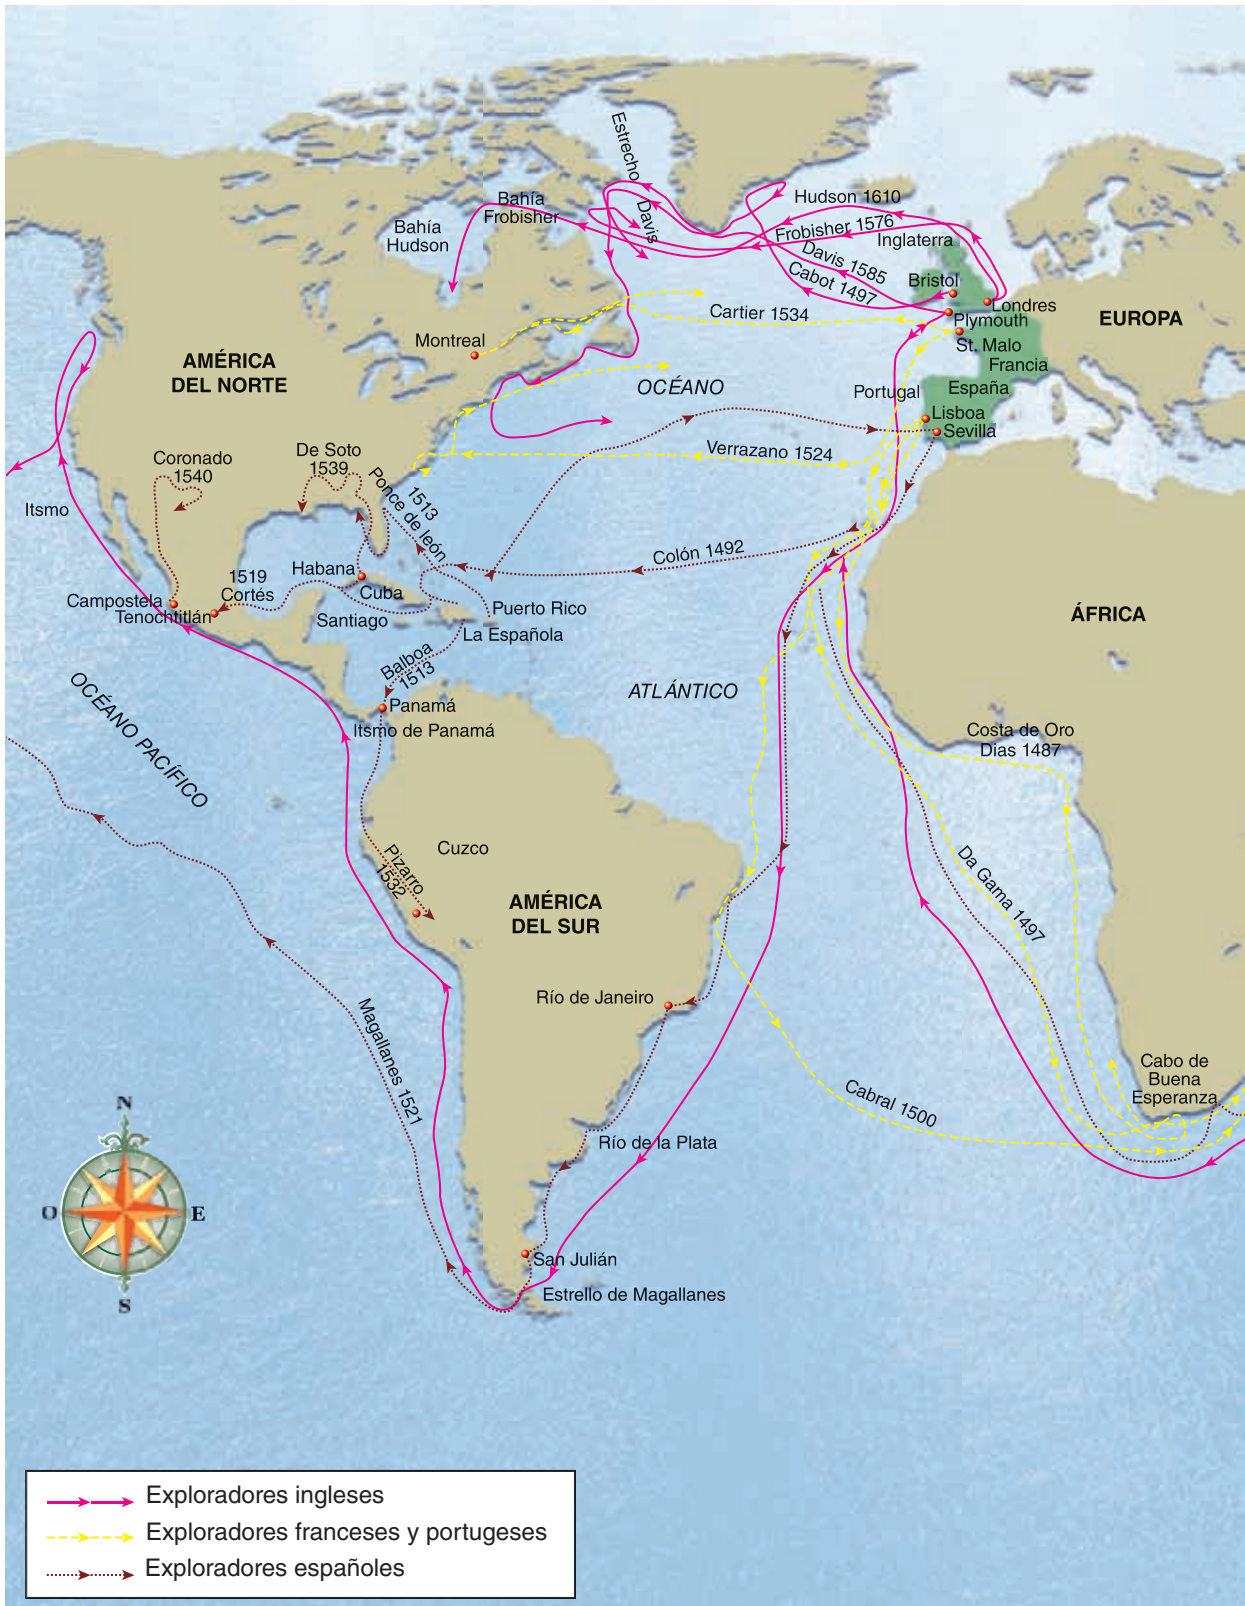 Estrecho
Davis
Bahía
Frobisher
Bahía
Hudson
Hudson 1610
Frobisher 1576
Inglaterra
Davis 1585
Cabot 1497
Bristol
Londres
Plymouth
Cartier 1534
St. Malo
Francia
EUROPA
Montreal
AMÉRICA
DEL NORTE
OCÉANO
Portugal
España
Lisboa
Sevilla
Verrazano 1524
Coronado
1540
De Soto
1539
1513
Ponce de león
Itsmo
Colón 1492
Habana
1519
Cortés
Cuba
Campostela
Tenochtitlán
Santiago
Puerto Rico
La Española
ÁFRICA
Balboa
1513
ATLÁNTICO
OCÉANO PACÍFICO
Panamá
Itsmo de Panamá
Costa de Oro
Dias 1487
Pizarro
1532
Cuzco
AMÉRICA
DEL SUR
Da Gama 1497
Río de Janeiro
Magallanes 1521
Cabo de
Buena
Esperanza
Cabral 1500
Río de la Plata
San Julián
Estrello de Magallanes
N
O
E
S
Exploradores ingleses
Exploradores franceses y portugeses
Exploradores españoles